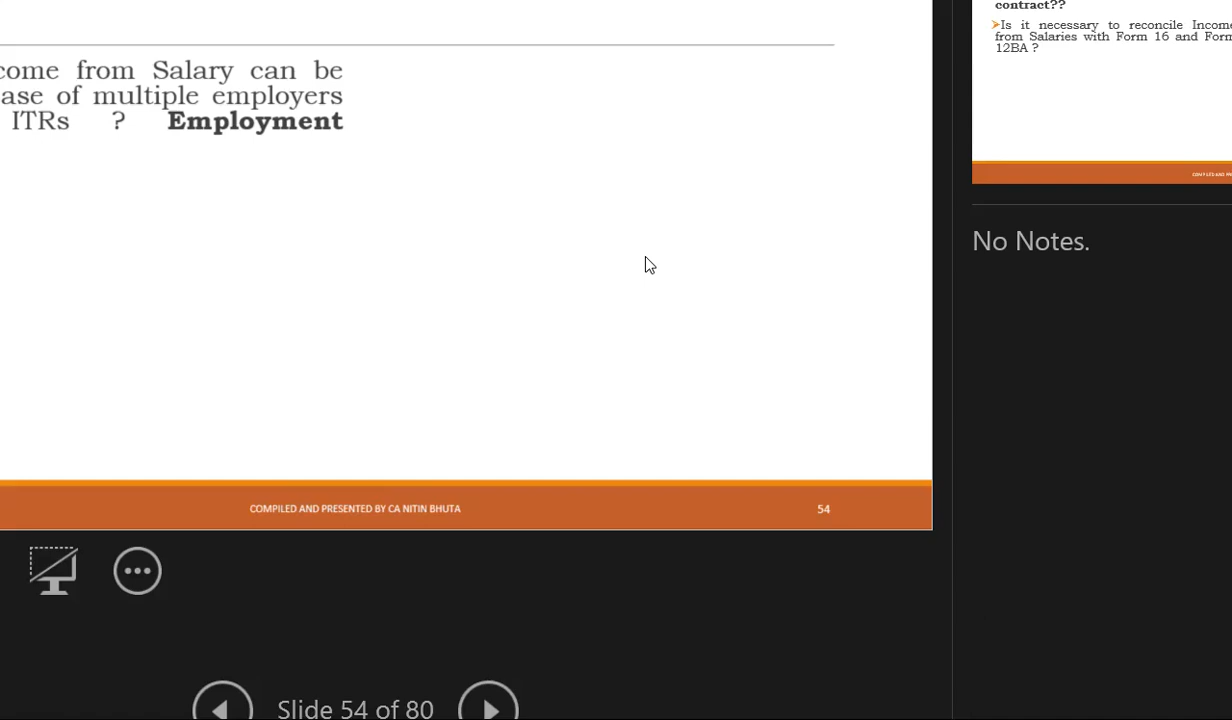 come from Salary can be
ase of multiple employers
ITRs ? Employment
COMPILED AND PRESENTED BY CA NITIN BHUTA
54
Slide 54 of 80
contract??
➤Is it necessary to reconcile Income
from Salaries with Form 16 and Form
12BA ?
No Notes.